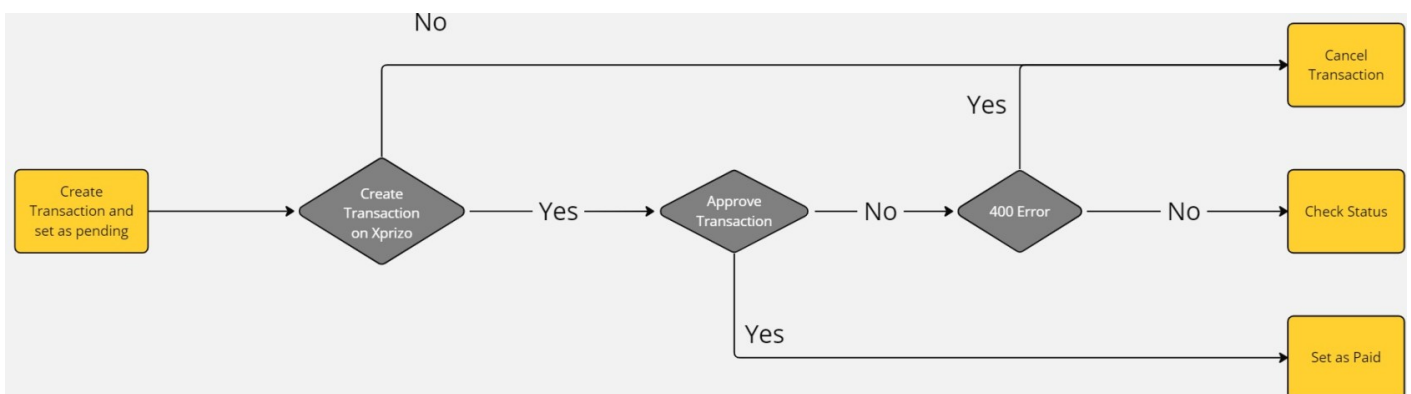 No
Cancel
Transaction
Yes
Create
Transaction and
set as pending
Create
Transaction
on Xprizo
Yes
Approve
Transaction
No
400 Error
No
Check Status
Yes
Set as Paid